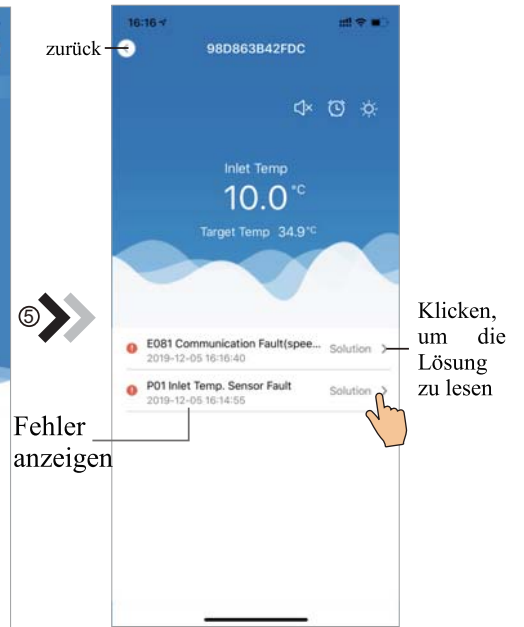 16:16
zurück
98D863B42FDC
Inlet Temp
10.0°C
Target Temp 34.9°C
⑤
E081 Communication Fault(spee... Solution >
2019-12-05 16:16:40
P01 Inlet Temp. Sensor Fault Solution >
2019-12-05 16:14:55
Klicken,
um die
Lösung
zu lesen
Fehler
anzeigen